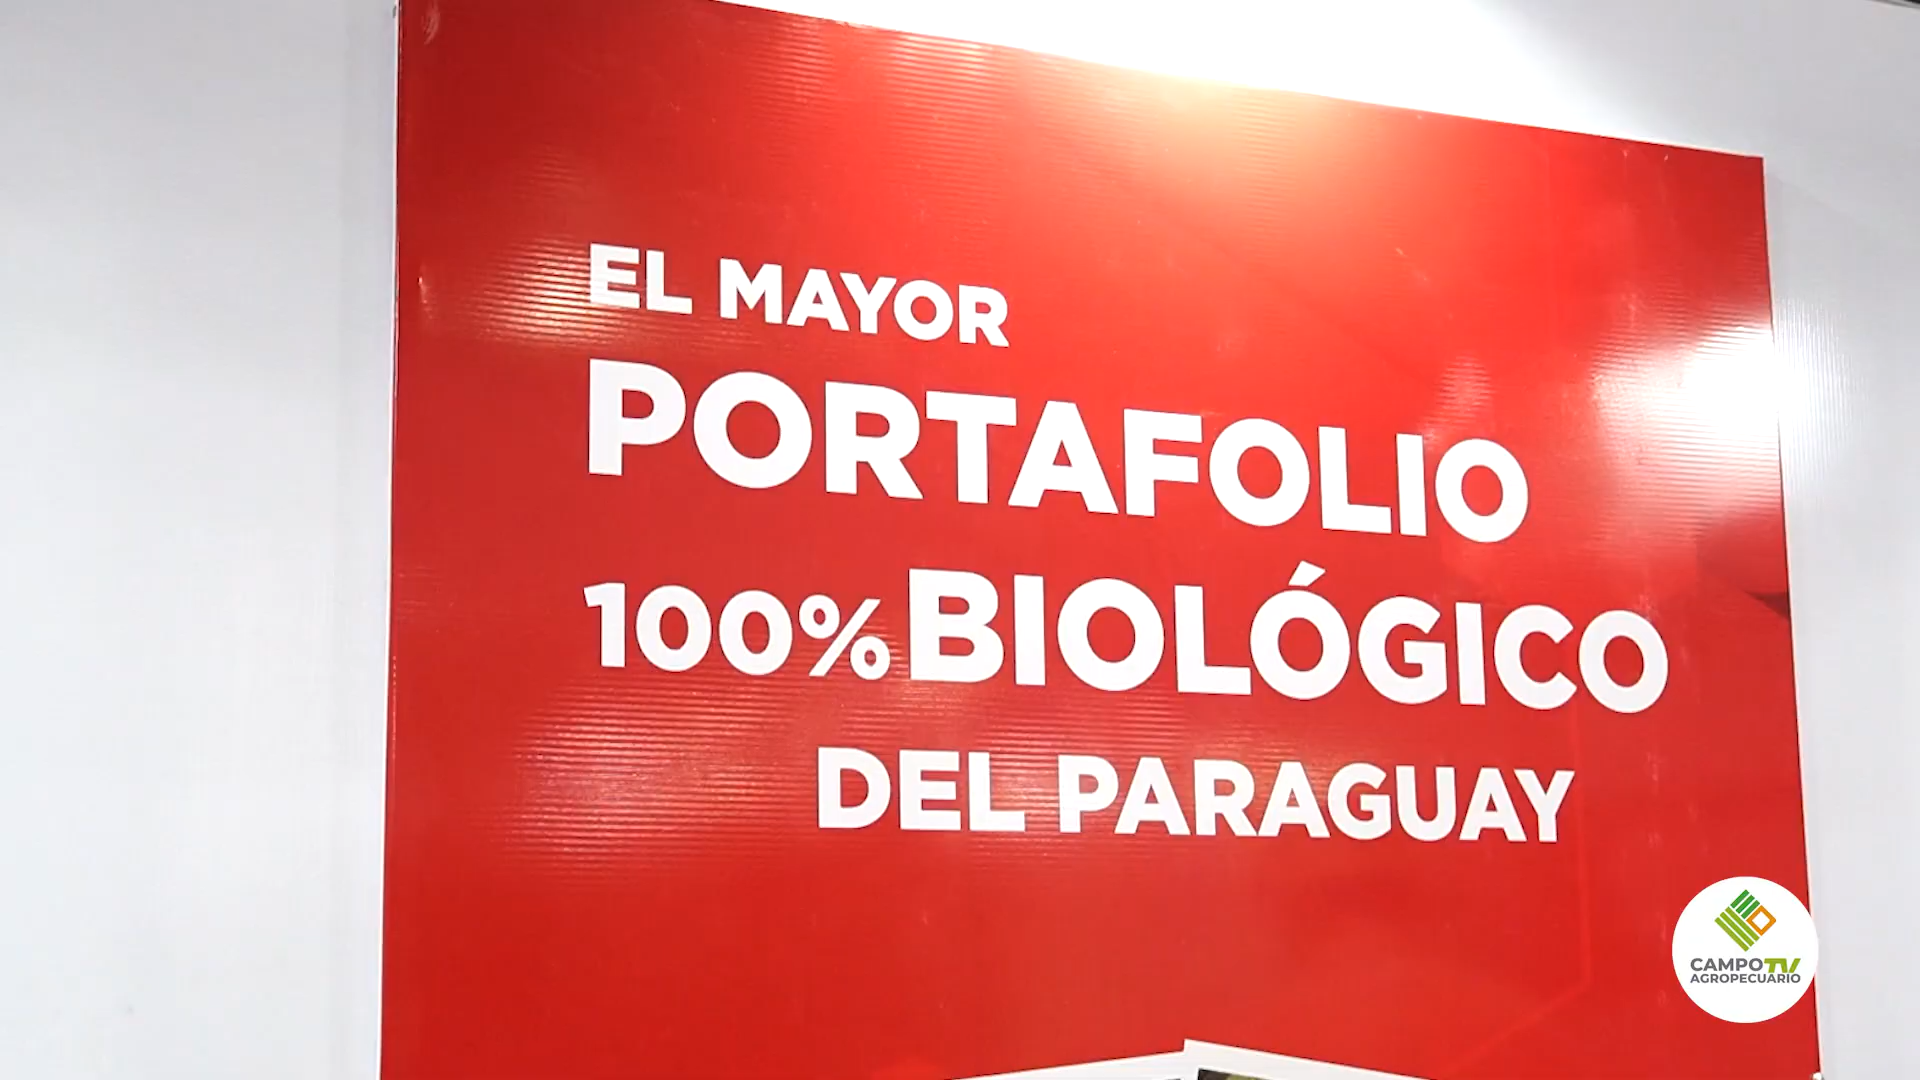 EL MAYOR
PORTAFOLIO
100% BIOLÓGICO
DEL PARAGUAY
CAMPO TV
AGROPECUARIO